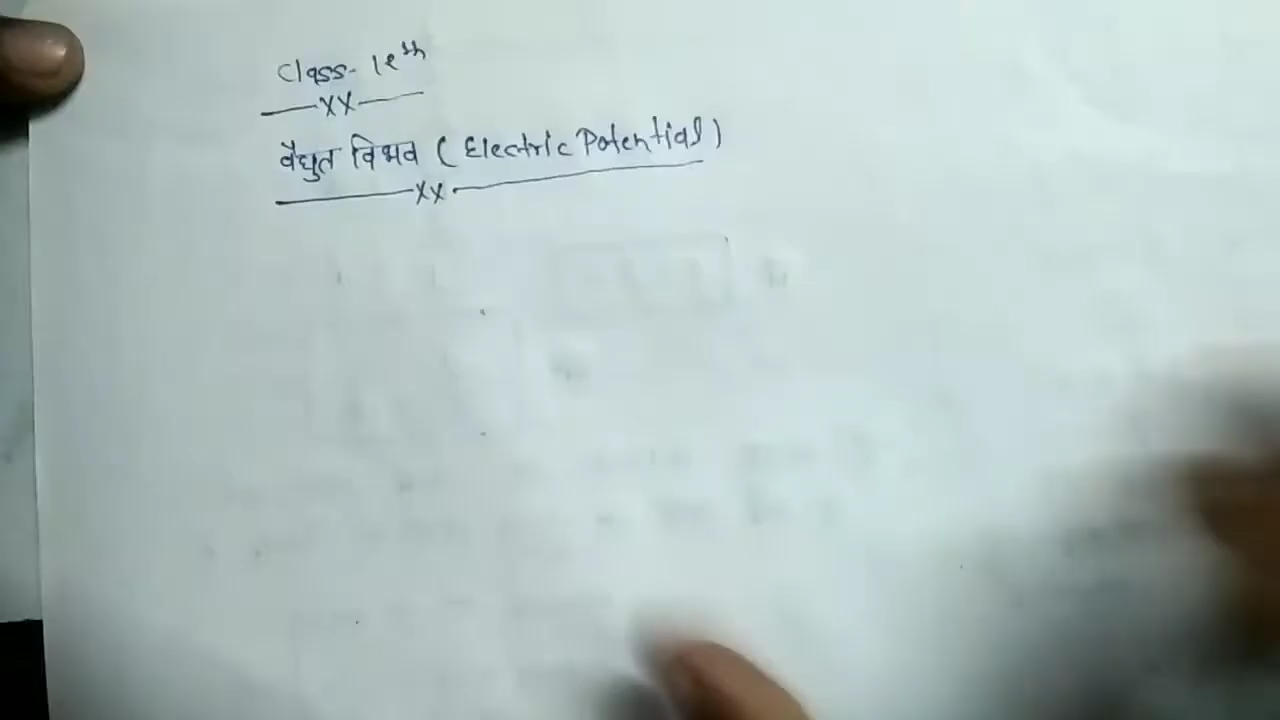 Class- 12th
——XX——
वैधुत विभव ( Electric Potential )
——XX——